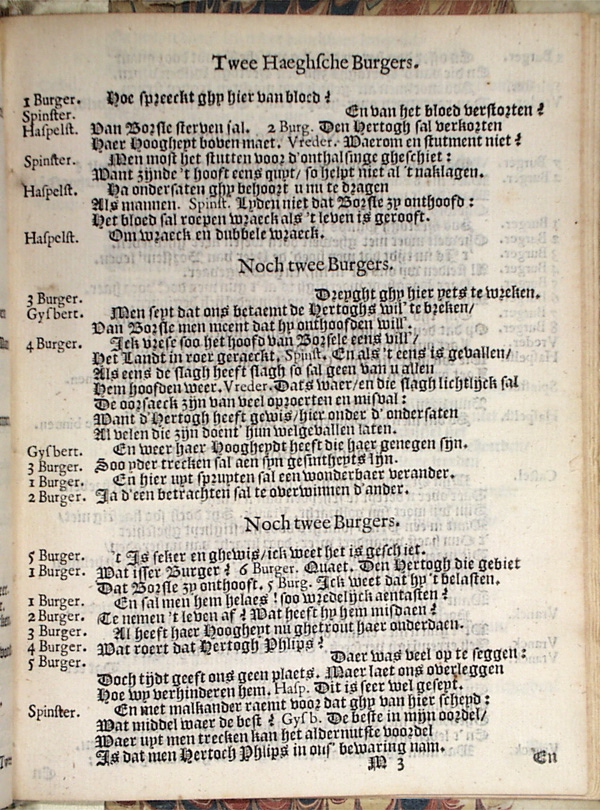 Twee Haeghsche Burgers.
1 Burger. Hoe spreeckt ghy hier van bloed?
Spinster. En van het bloed verstorten?
Haspelst. Van Borsle sterven sal. 2 Burg. Den Hertogh sal verkorten
Haer Hoogheyt boven maet. Vreder. Waerom en stutment niet?
Spinster. Men most het stutten voor d'onthalsinge gheschiet:
Want zijnde 't hooft eens quyt/ so helpt niet al 't naklagen.
Haspelst. Ha ondersaten ghy behoort u nu te dragen
Als mannen. Spinst. Lyden niet dat Borsle zy onthoofd:
Het bloed sal roepen wraeck als 't leven is gerooft.
Haspelst. Om wraeck en dubbele wraeck.
Noch twee Burgers.
3 Burger. Dreyght ghy hier yets te wreken.
Gysbert. Men seyt dat ons betaemt de Hertoghs wil te breken/
Van Borsle men meent dat hy onthoofden will'.
4 Burger. Ick vrese soo het hoofd van Borsele eens vill'/
Het Landt in roer geraeckt. Spinst. En als 't eens is gevallen/
Als eens de slagh heeft slagh so sal geen van u allen
Hem hoofden weer. Vreder. Dats waer/en die slagh lichtlijck sal
De oorsaeck zijn van veel oproerten en misval:
Want d'Hertogh heeft gewis/hier onder d' ondersaten
Al velen die zijn doent' hun welgevallen laten.
Gysbert. En weer haer Hoogheydt heeft die haer genegen syn.
3 Burger. Soo yder trecken sal aen syn gesintheyts lijn.
1 Burger. En hier uyt spruyten sal een wonderbaer verander.
2 Burger. Ja d'een betrachten sal te overwinnen d'ander.
Noch twee Burgers.
5 Burger. 't Is seker en ghewis/ick weet het is geschiet.
1 Burger. Wat isser Burger? 6 Burger. Quaet. Den Hertogh die gebiet
Dat Borsle zy onthooft. 5 Burg. Ick weet dat hy 't belasten.
1 Burger. En sal men hem helaes! soo wredelijck aentasten?
2 Burger. Te nemen 't leven af? Wat heeft hy hem misdaen?
3 Burger. Al heeft haer Hoogheyt nu ghetrout haer onderdaen.
4 Burger. Wat roert dat Hertogh Phlips?
5 Burger. Daer was veel op te seggen:
Doch tijdt geeft ons geen plaets. Maer laet ons overleggen
Hoe wy verhinderen hem. Hasp. Dit is seer wel geseyt.
Spinster. En niet malkander raemt voor dat ghy van hier scheyd:
Wat middel waer de best? Gysb. De beste in mijn oordel/
Waer uyt men trecken kan het aldernutste voordel
Is dat men Hertoch Phlips in ous' bewaring nam.
M 3
En